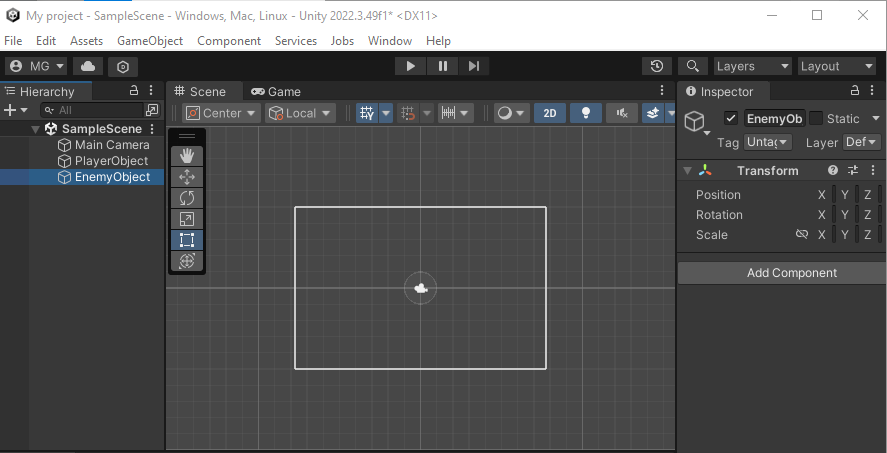 My project - SampleScene - Windows, Mac, Linux - Unity 2022.3.49f1* <DX11>
File Edit Assets GameObject Component Services Jobs Window Help
MG Layers Layout
Hierarchy
All
SampleScene
Main Camera
PlayerObject
EnemyObject
Scene Game
Center Local 2D
Inspector
EnemyOb Static
Tag Untag Layer Def
Transform
Position X Y Z
Rotation X Y Z
Scale X Y Z
Add Component